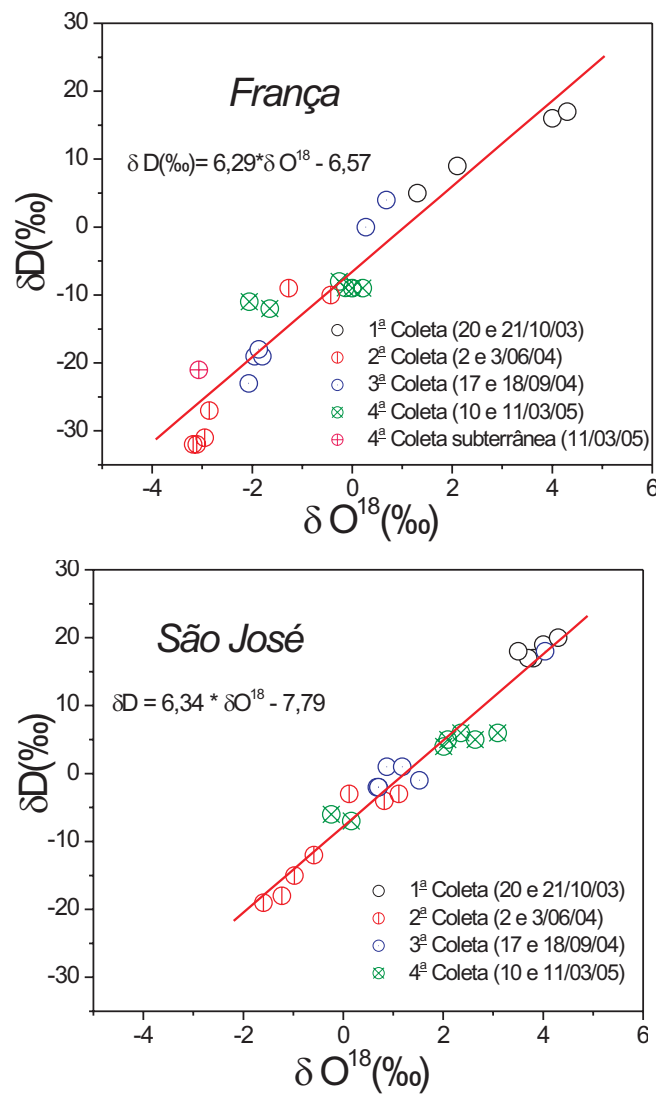 30
França
20
δ D(‰)= 6,29*δ O¹⁸ - 6,57
10
δD(‰)
0
-10
1ª Coleta (20 e 21/10/03)
2ª Coleta (2 e 3/06/04)
-20
3ª Coleta (17 e 18/09/04)
4ª Coleta (10 e 11/03/05)
-30
4ª Coleta subterrânea (11/03/05)
-4 -2 0 2 4 6
δ O¹⁸(‰)
30
20
São José
δD = 6,34 * δO¹⁸ - 7,79
10
δD(‰)
0
-10
1ª Coleta (20 e 21/10/03)
-20
2ª Coleta (2 e 3/06/04)
3ª Coleta (17 e 18/09/04)
-30
4ª Coleta (10 e 11/03/05)
-4 -2 0 2 4 6
δ O¹⁸(‰)